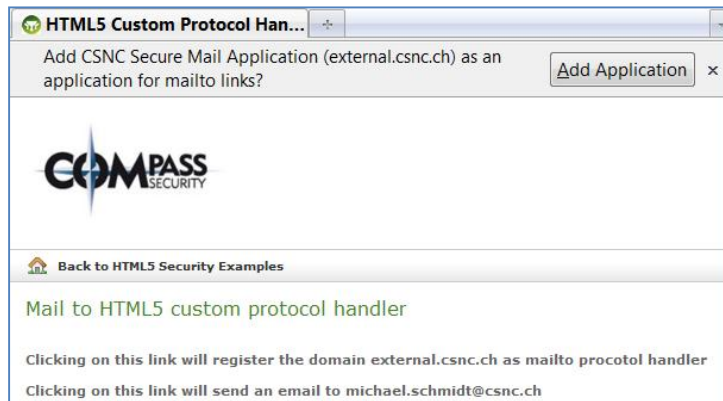 HTML5 Custom Protocol Han...
Add CSNC Secure Mail Application (external.csnc.ch) as an
application for mailto links?
Add Application
COMPASS
SECURITY
Back to HTML5 Security Examples
Mail to HTML5 custom protocol handler
Clicking on this link will register the domain external.csnc.ch as mailto procotol handler
Clicking on this link will send an email to michael.schmidt@csnc.ch